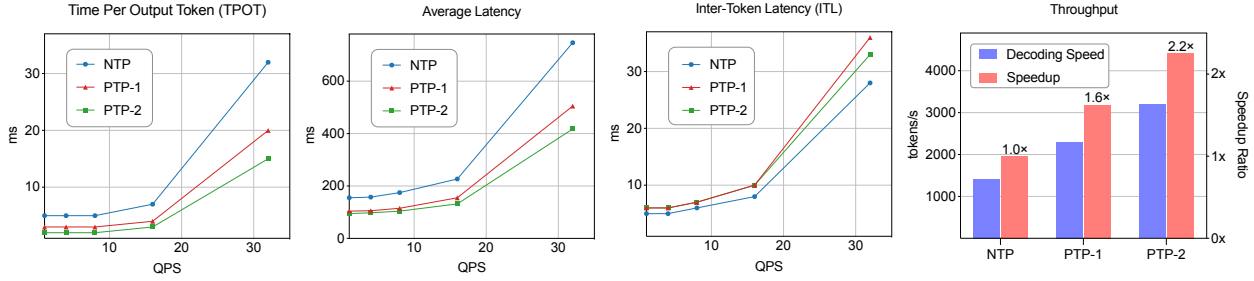 Time Per Output Token (TPOT)
ms
30
20
10
NTP
PTP-1
PTP-2
10
20
30
QPS
Average Latency
ms
600
400
200
0
NTP
PTP-1
PTP-2
10
20
30
QPS
Inter-Token Latency (ITL)
ms
30
20
10
NTP
PTP-1
PTP-2
10
20
30
QPS
Throughput
tokens/s
4000
3000
2000
1000
Decoding Speed
Speedup
1.0×
1.6×
2.2×
2x
1x
0x
Speedup Ratio
NTP
PTP-1
PTP-2